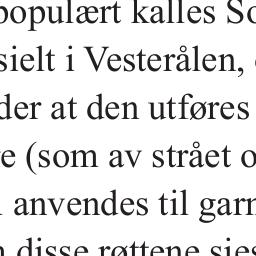 populært kalles So
sielt i Vesterålen,
der at den utføres
e (som av strået o
anvendes til garn
disse røttene sies